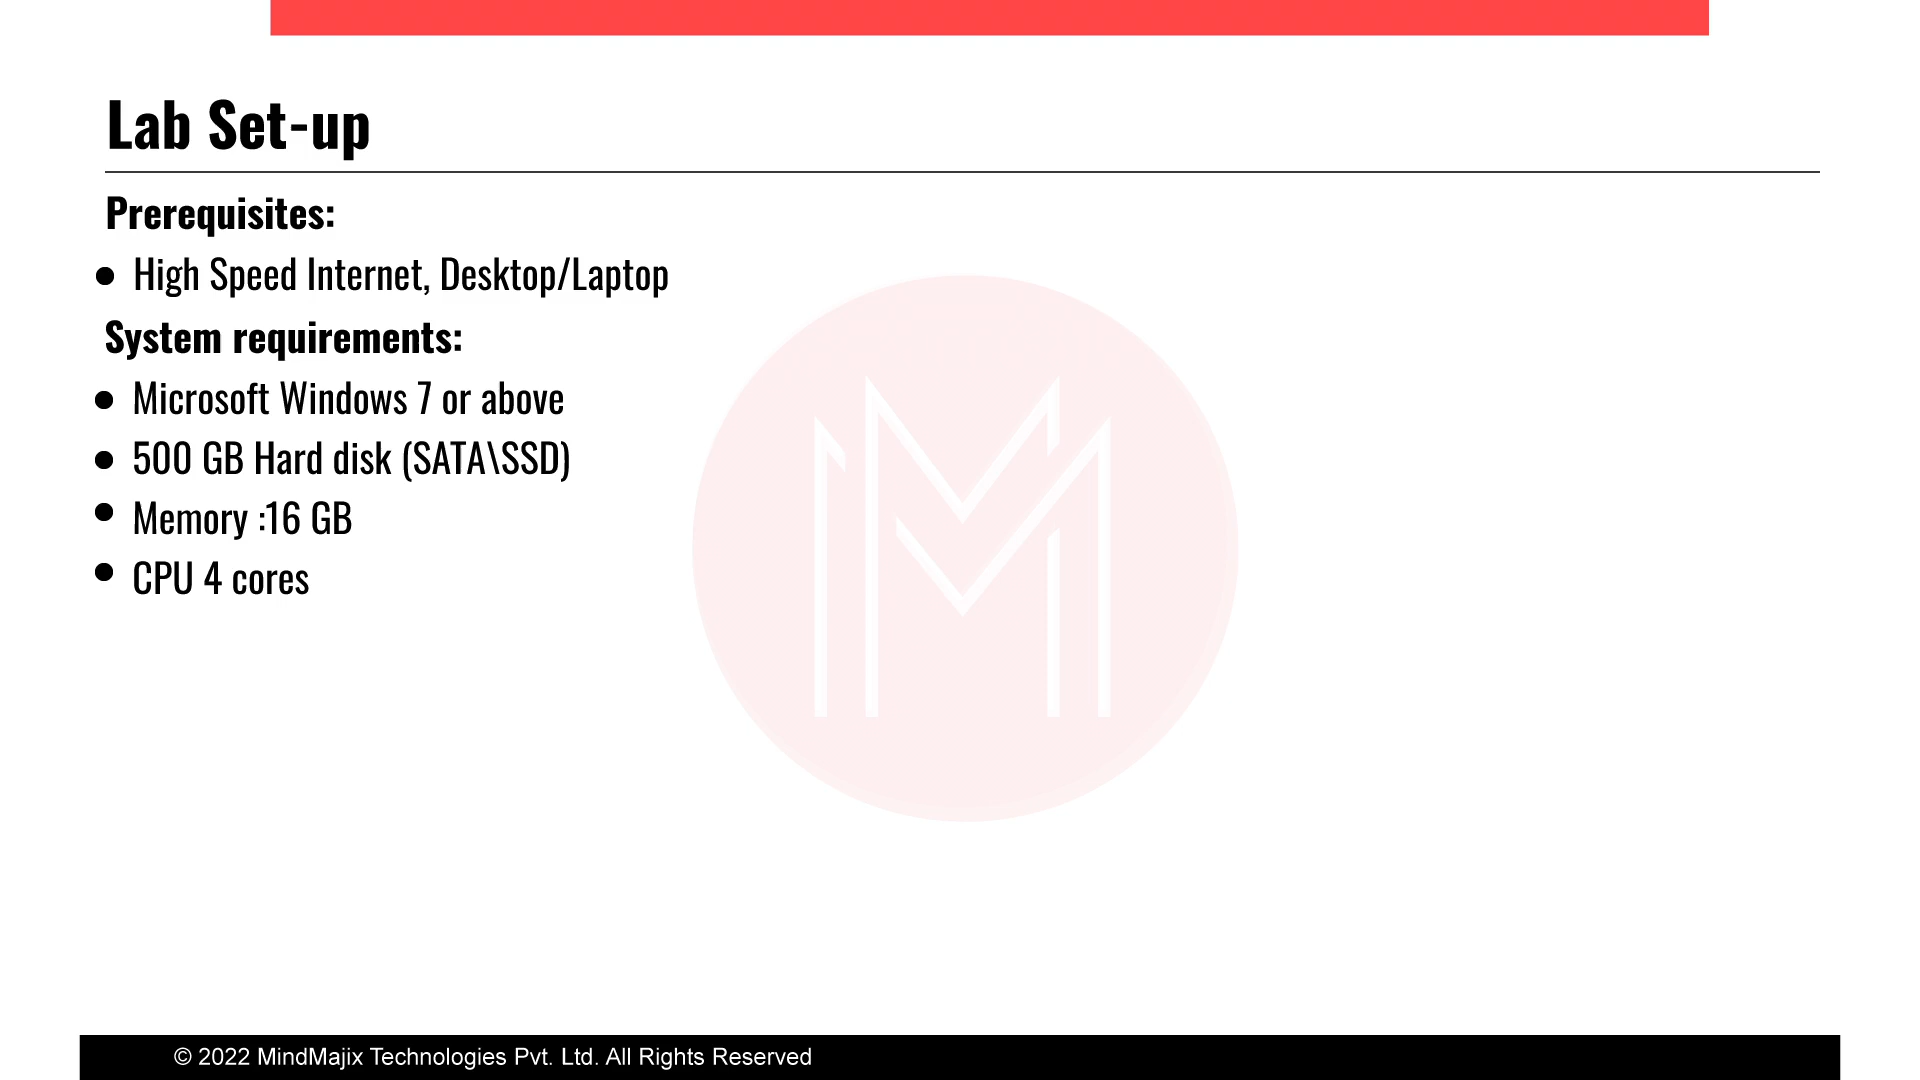 Lab Set-up
Prerequisites:
● High Speed Internet, Desktop/Laptop
System requirements:
● Microsoft Windows 7 or above
● 500 GB Hard disk (SATA\SSD)
● Memory :16 GB
● CPU 4 cores
© 2022 MindMajix Technologies Pvt. Ltd. All Rights Reserved